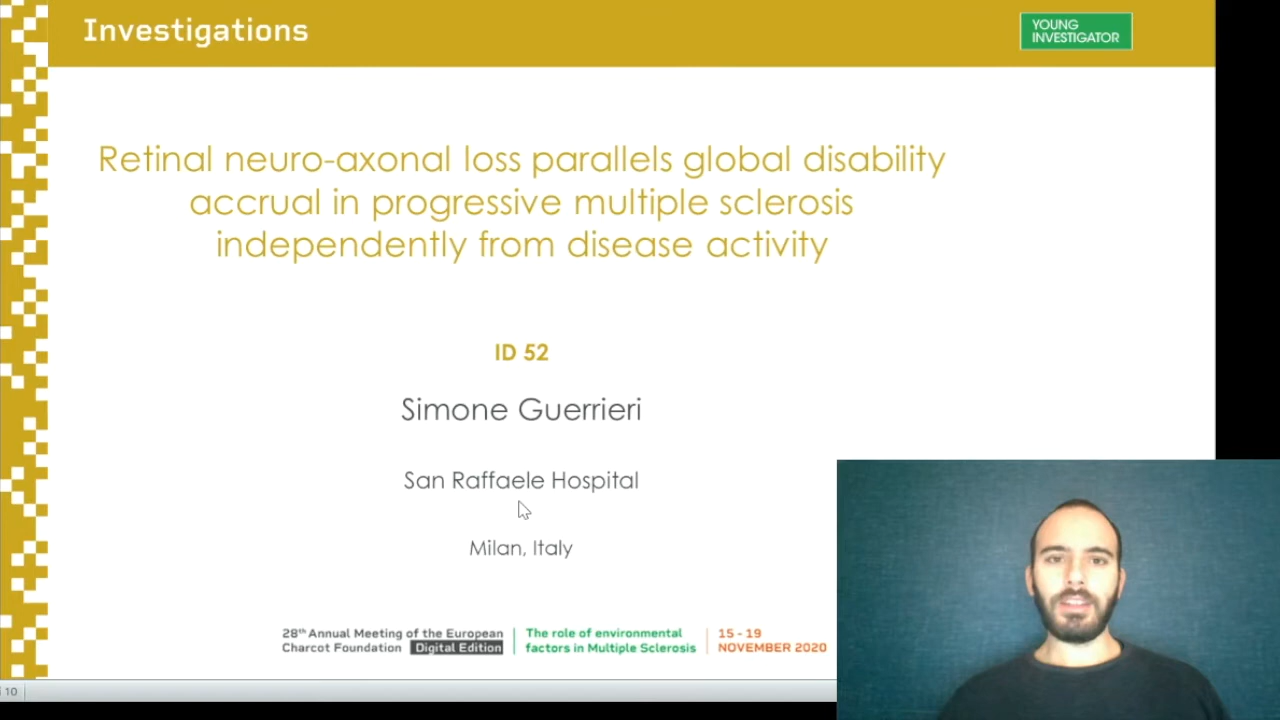 Investigations
YOUNG
INVESTIGATOR
Retinal neuro-axonal loss parallels global disability
accrual in progressive multiple sclerosis
independently from disease activity
ID 52
Simone Guerrieri
San Raffaele Hospital
Milan, Italy
28th Annual Meeting of the European
Charcot Foundation Digital Edition
The role of environmental
factors in Multiple Sclerosis
15 - 19
NOVEMBER 2020
10